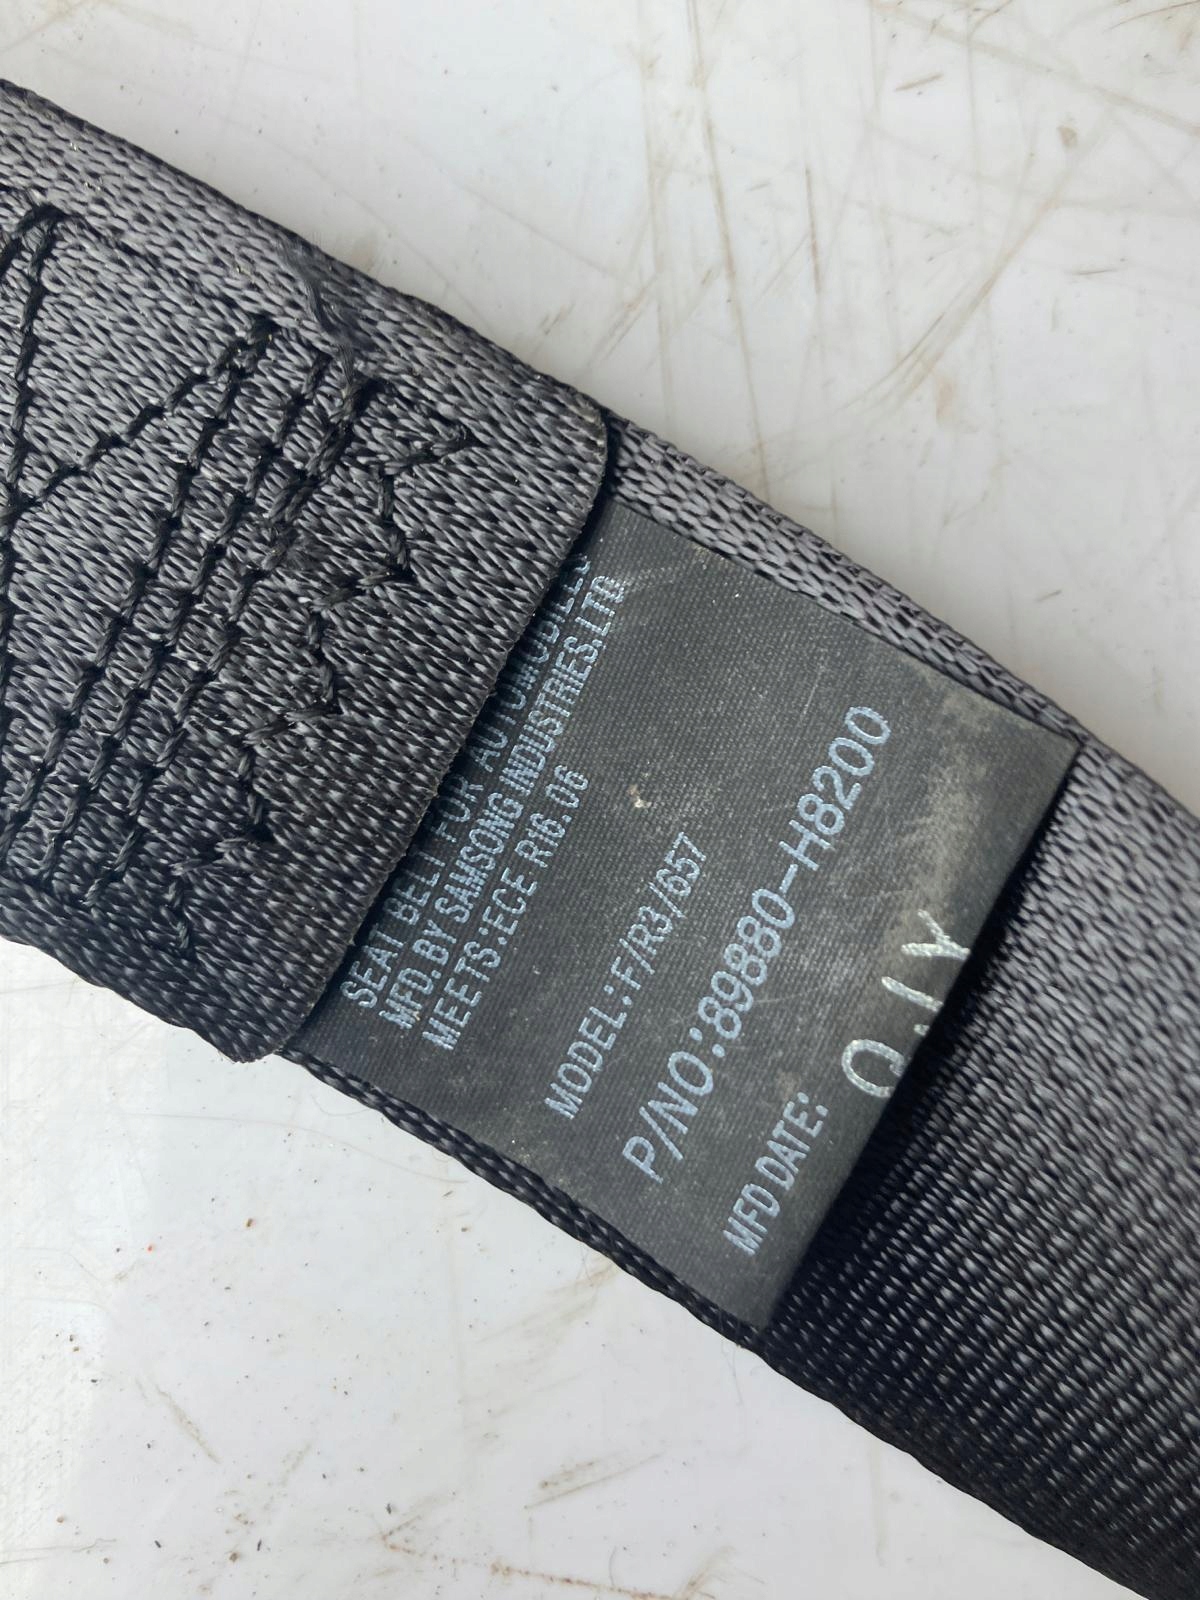 SEAT BELT FOR AUTOMOBILES
MFD.BY SAMSONG INDUSTRIES.LTD.
MEETS:ECE R16.06
MODEL:F/R3/657
P/NO:89880-H8200
MFD DATE: